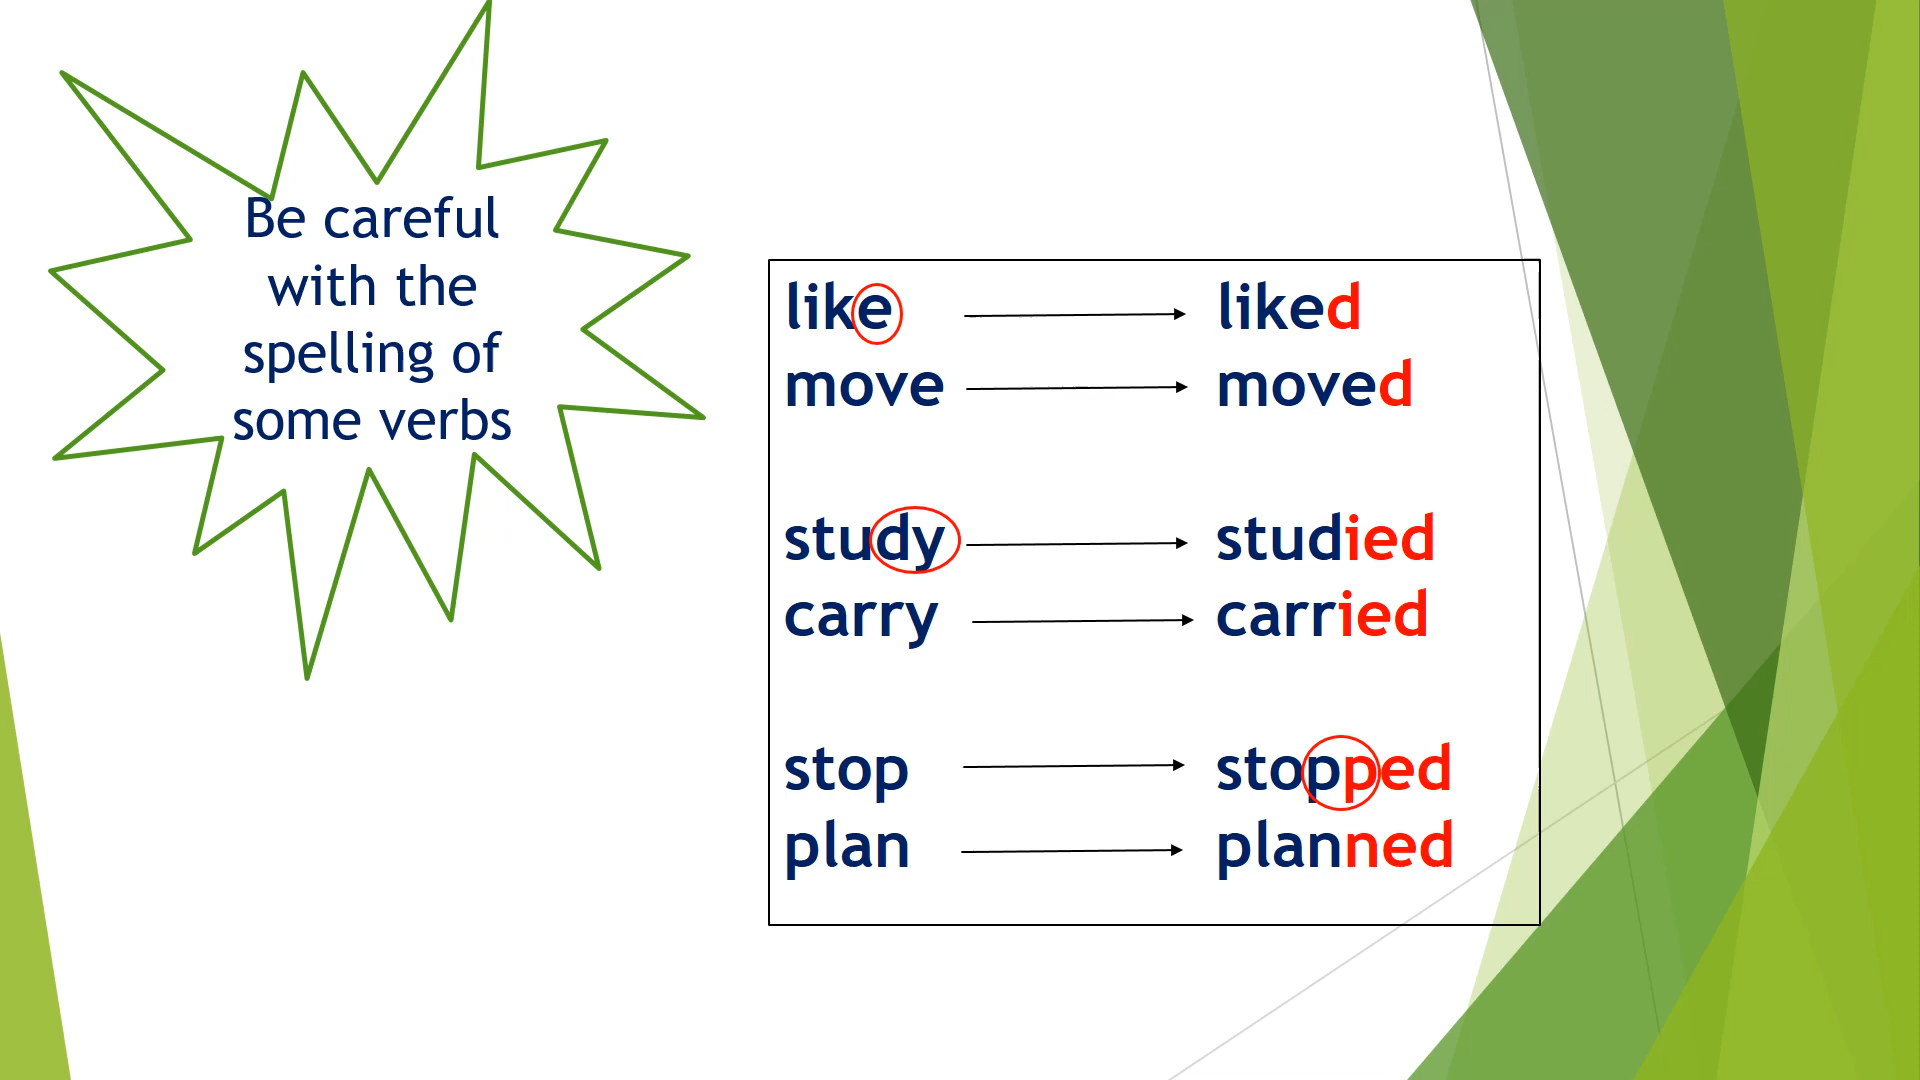 Be careful
with the
spelling of
some verbs
like liked
move moved
study studied
carry carried
stop stopped
plan planned